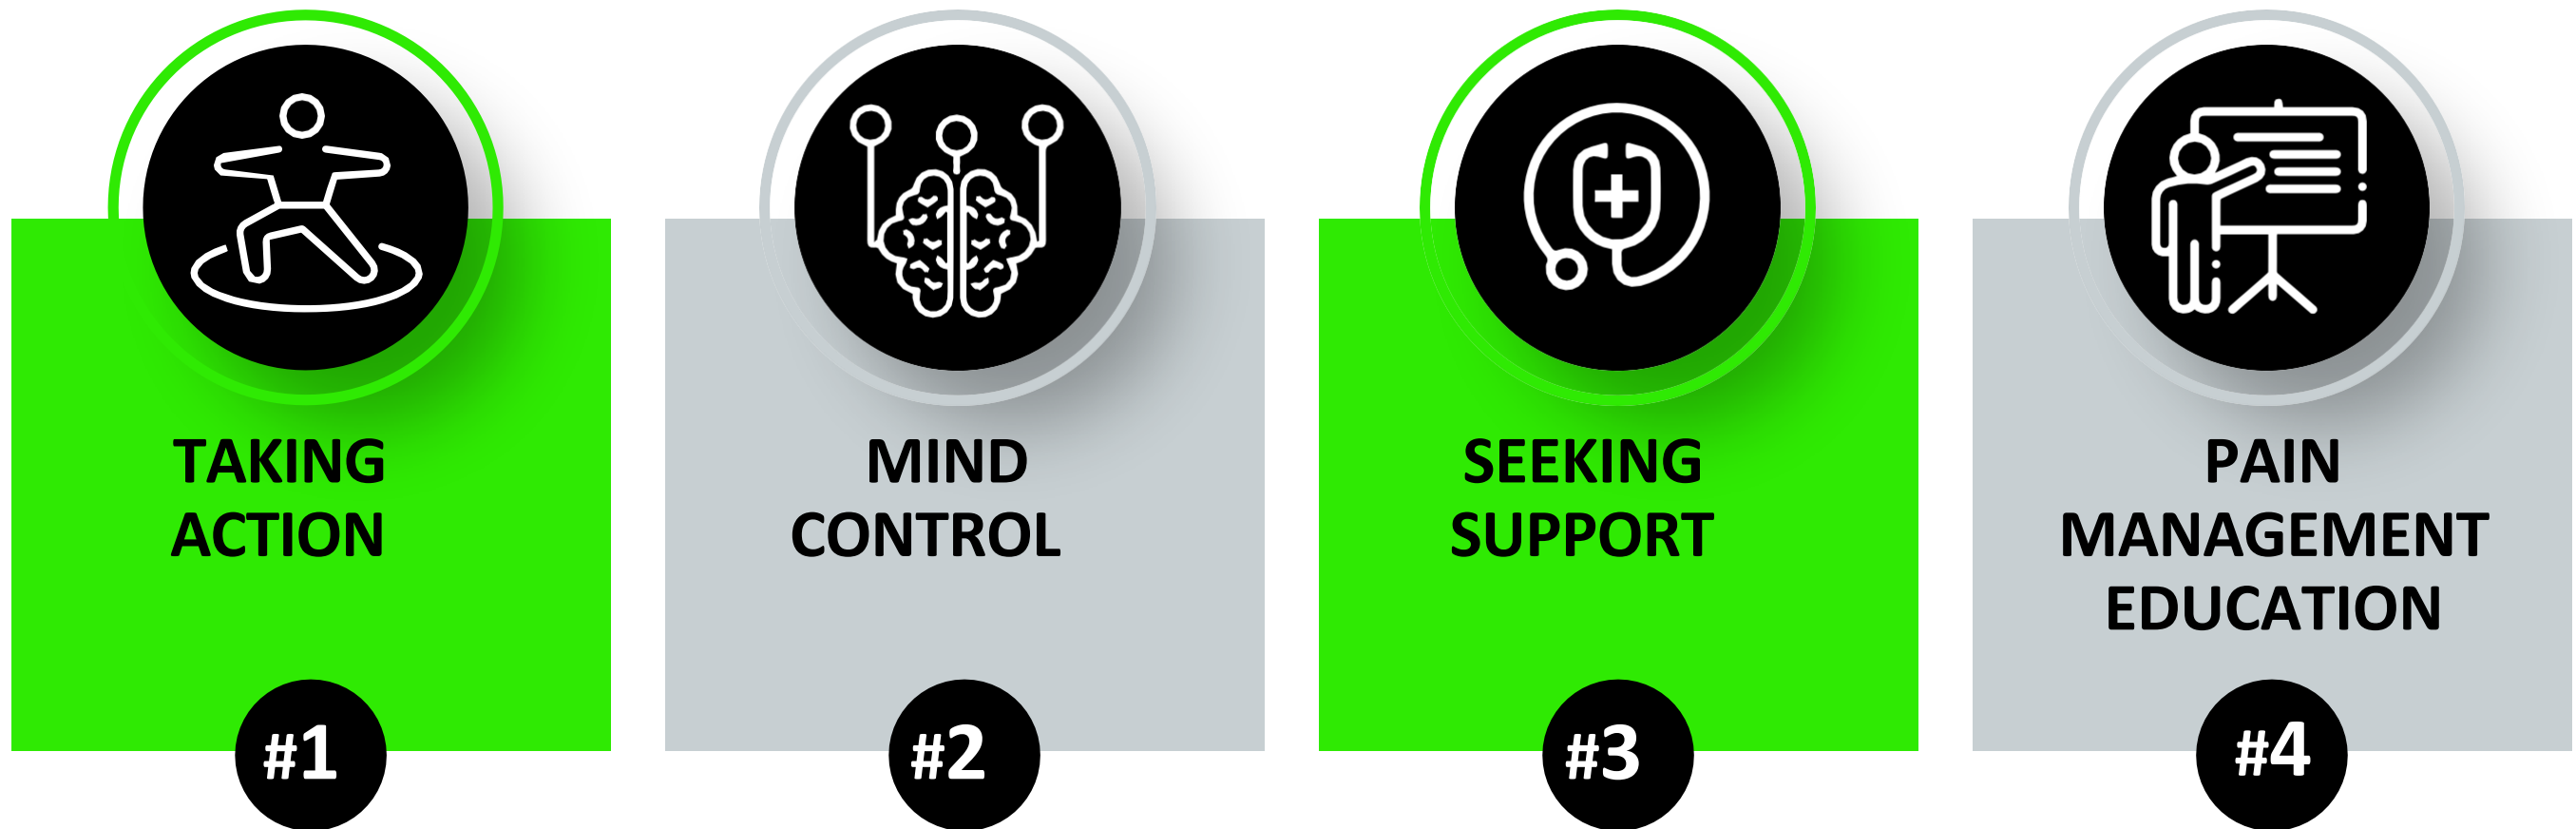 TAKING
ACTION
#1
MIND
CONTROL
#2
SEEKING
SUPPORT
#3
PAIN
MANAGEMENT
EDUCATION
#4